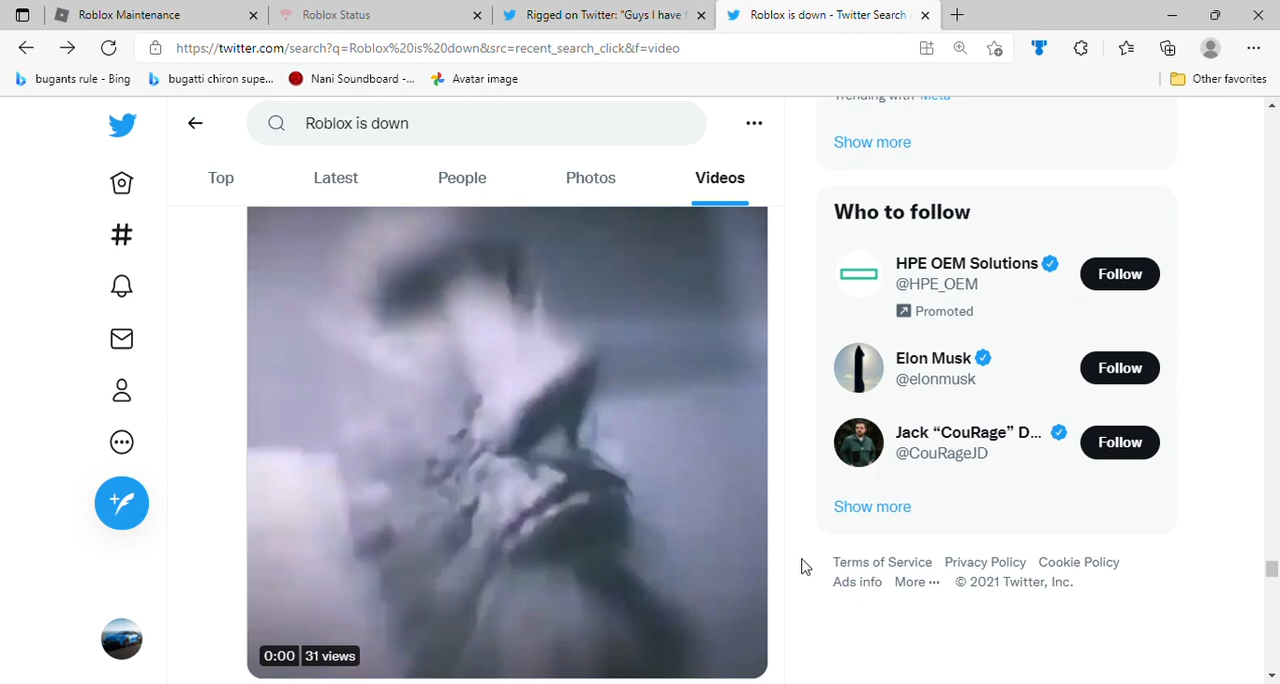 Roblox Maintenance
Roblox Status
Rigged on Twitter: "Guys I have f
Roblox is down - Twitter Search
https://twitter.com/search?q=Roblox%20is%20down&src=recent_search_click&f=video
bugants rule - Bing
bugatti chiron supe...
Nani Soundboard -...
Avatar image
Other favorites
Roblox is down
Top
Latest
People
Photos
Videos
Trending with Meta
Show more
Who to follow
HPE OEM Solutions
@HPE_OEM
Promoted
Follow
Elon Musk
@elonmusk
Follow
Jack “CouRage” D...
@CouRageJD
Follow
Show more
Terms of Service Privacy Policy Cookie Policy
Ads info More ··· © 2021 Twitter, Inc.
0:00 31 views